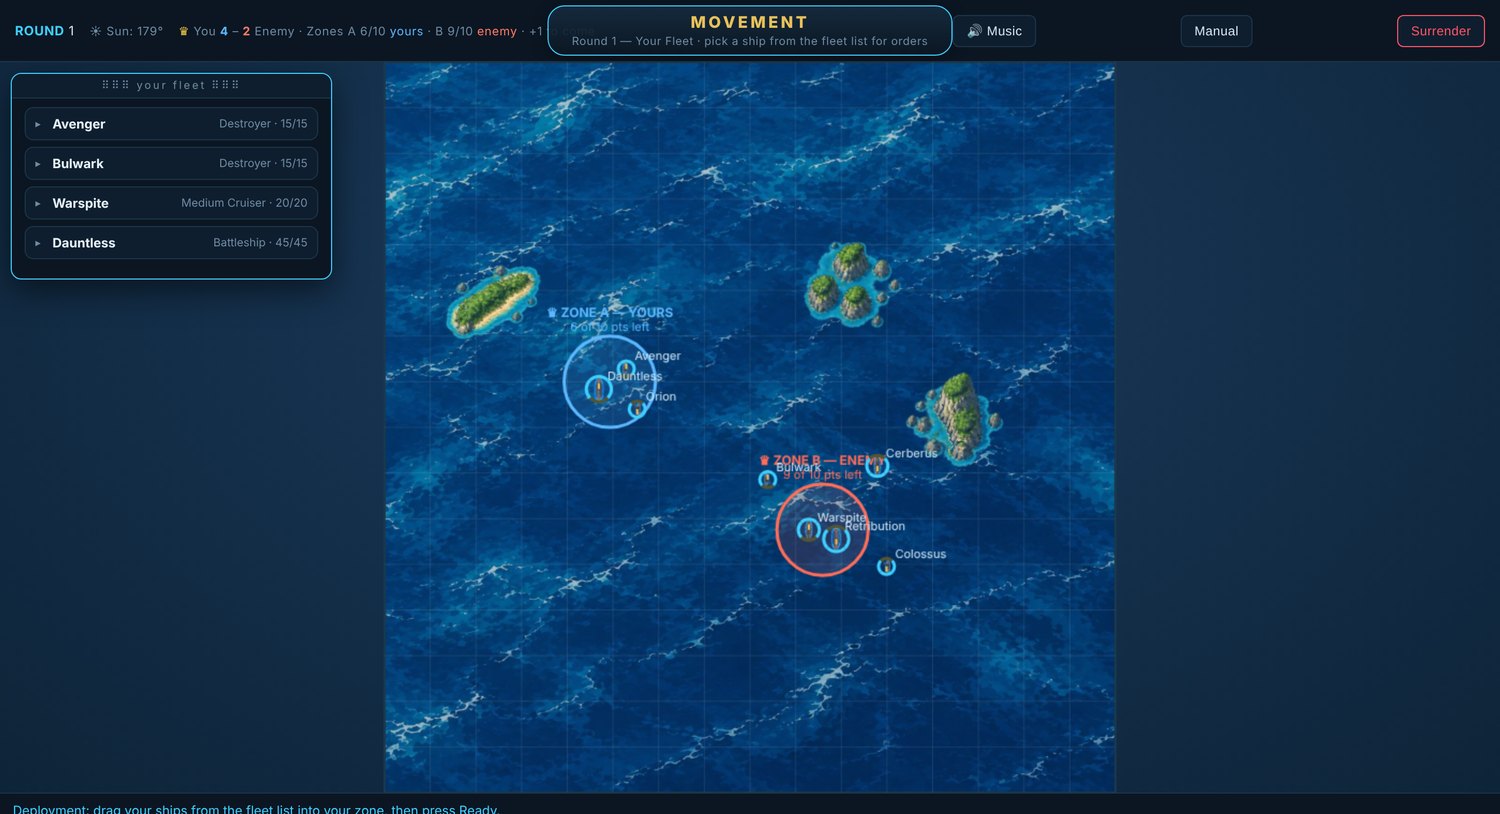 ROUND 1 ☀ Sun: 179° ♛ You 4 – 2 Enemy · Zones A 6/10 yours · B 9/10 enemy · +1
MOVEMENT
Round 1 — Your Fleet · pick a ship from the fleet list for orders
🔊 Music
Manual
Surrender
⠿⠿⠿ your fleet ⠿⠿⠿
▸ Avenger Destroyer · 15/15
▸ Bulwark Destroyer · 15/15
▸ Warspite Medium Cruiser · 20/20
▸ Dauntless Battleship · 45/45
♛ ZONE A — YOURS
6 of 10 pts left
Avenger
Dauntless
Orion
♛ ZONE B — ENEMY
9 of 10 pts left
Cerberus
Bulwark
Warspite
Retribution
Colossus
Deployment: drag your ships from the fleet list into your zone, then press Ready.